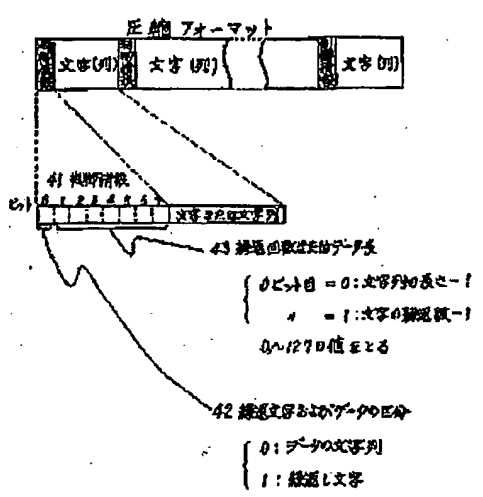 圧縮フォーマット
文字(列) 文字(列) 文字(列)
41 制御情報
ビット 0 1 2 3 4 5 6 7 文字または文字列
43 繰返回数またはデータ長
0ビット目 = 0:文字列の長さ-1
〃 = 1:文字の繰返数-1
0~127の値をとる
42 繰返文字およびデータの区分
0:データの文字列
1:繰返し文字